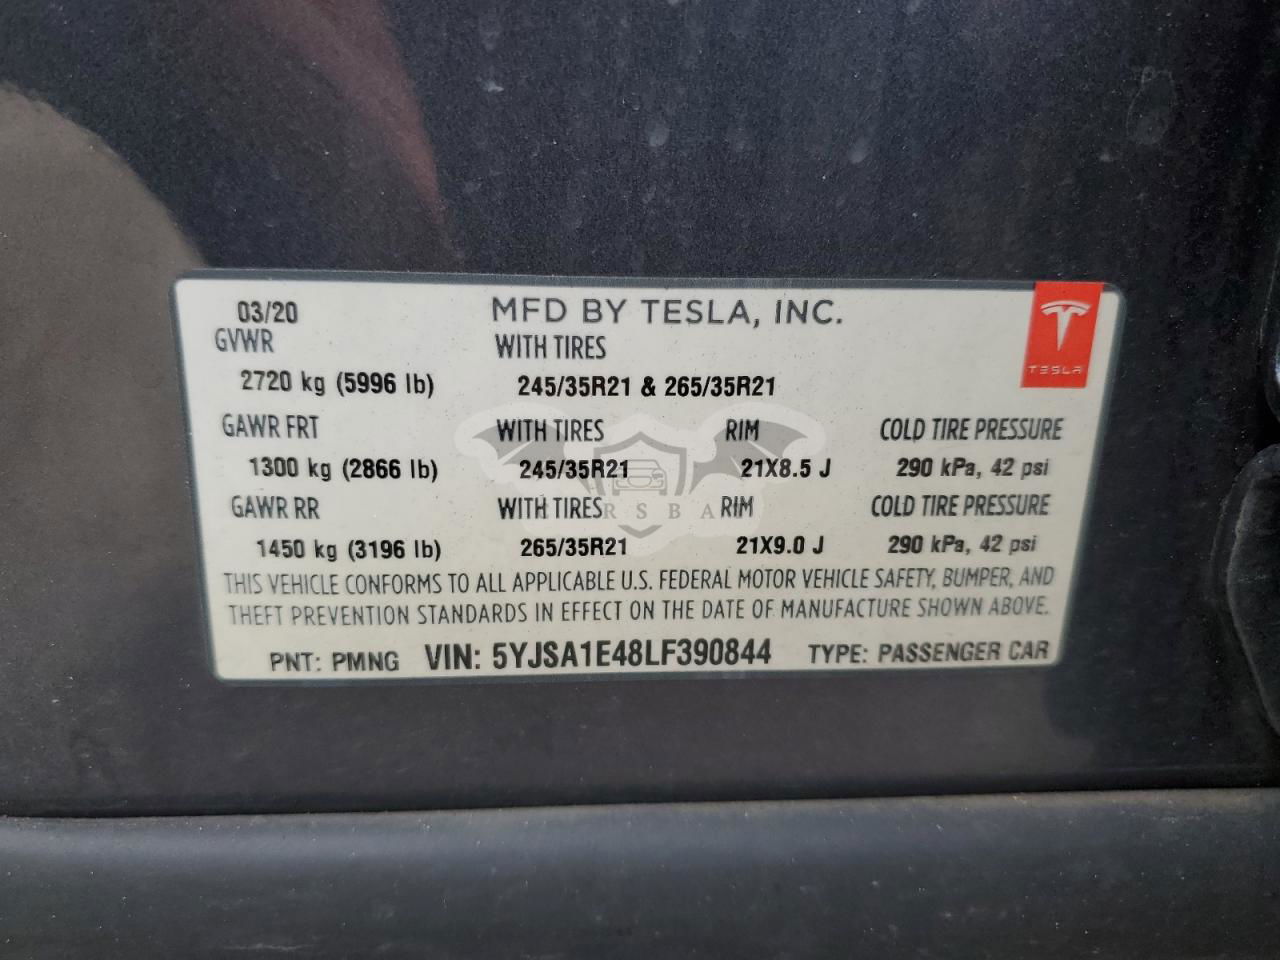 03/20 MFD BY TESLA, INC.
GVWR WITH TIRES
2720 kg (5996 lb) 245/35R21 & 265/35R21
TESLA
GAWR FRT WITH TIRES RIM COLD TIRE PRESSURE
1300 kg (2866 lb) 245/35R21 21X8.5 J 290 kPa, 42 psi
GAWR RR WITH TIRES RIM COLD TIRE PRESSURE
RSBA
1450 kg (3196 lb) 265/35R21 21X9.0 J 290 kPa, 42 psi
THIS VEHICLE CONFORMS TO ALL APPLICABLE U.S. FEDERAL MOTOR VEHICLE SAFETY, BUMPER, AND
THEFT PREVENTION STANDARDS IN EFFECT ON THE DATE OF MANUFACTURE SHOWN ABOVE.
PNT: PMNG VIN: 5YJSA1E48LF390844 TYPE: PASSENGER CAR